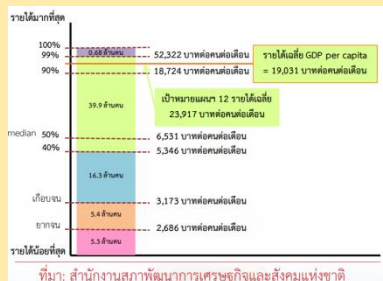 รายได้มากที่สุด
100%
0.68 ล้านคน
99%
52,322 บาทต่อคนต่อเดือน
90%
18,724 บาทต่อคนต่อเดือน
รายได้เฉลี่ย GDP per capita
= 19,031 บาทต่อคนต่อเดือน
39.9 ล้านคน
เป้าหมายแผนฯ 12 รายได้เฉลี่ย
23,917 บาทต่อคนต่อเดือน
median 50%
6,531 บาทต่อคนต่อเดือน
40%
5,346 บาทต่อคนต่อเดือน
16.3 ล้านคน
เกือบจน
3,173 บาทต่อคนต่อเดือน
5.4 ล้านคน
ยากจน
2,686 บาทต่อคนต่อเดือน
5.3 ล้านคน
รายได้น้อยที่สุด
ที่มา: สำนักงานสภาพัฒนาการเศรษฐกิจและสังคมแห่งชาติ